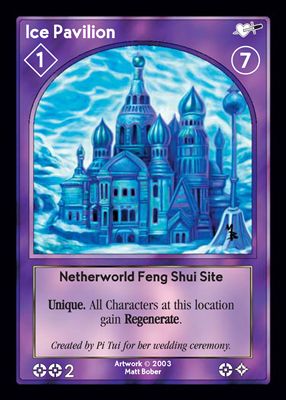 Ice Pavilion
1
7
Netherworld Feng Shui Site
Unique. All Characters at this location
gain Regenerate.
Created by Pi Tui for her wedding ceremony.
2
Artwork © 2003
Matt Bober